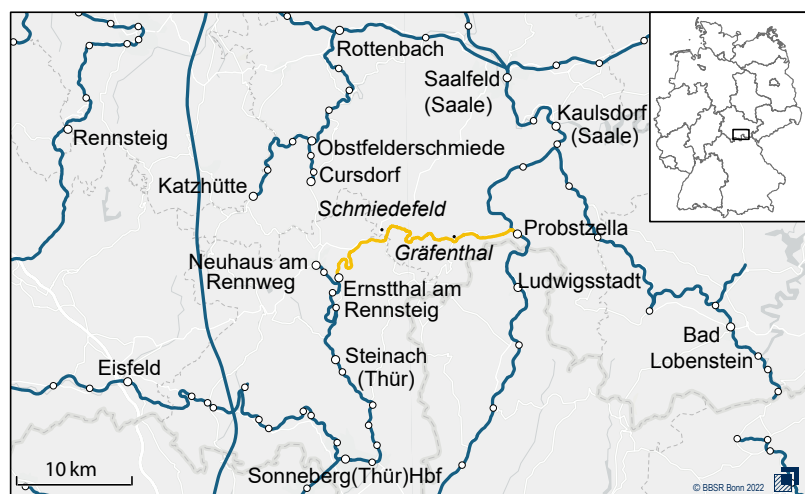 Rottenbach
Saalfeld
(Saale)
Kaulsdorf
(Saale)
Rennsteig
Obstfelderschmiede
Cursdorf
Katzhütte
Schmiedefeld
Probstzella
Gräfenthal
Neuhaus am
Rennweg
Ernstthal am
Rennsteig
Ludwigsstadt
Bad
Lobenstein
Steinach
(Thür)
Eisfeld
10 km
Sonneberg(Thür)Hbf
© BBSR Bonn 2022